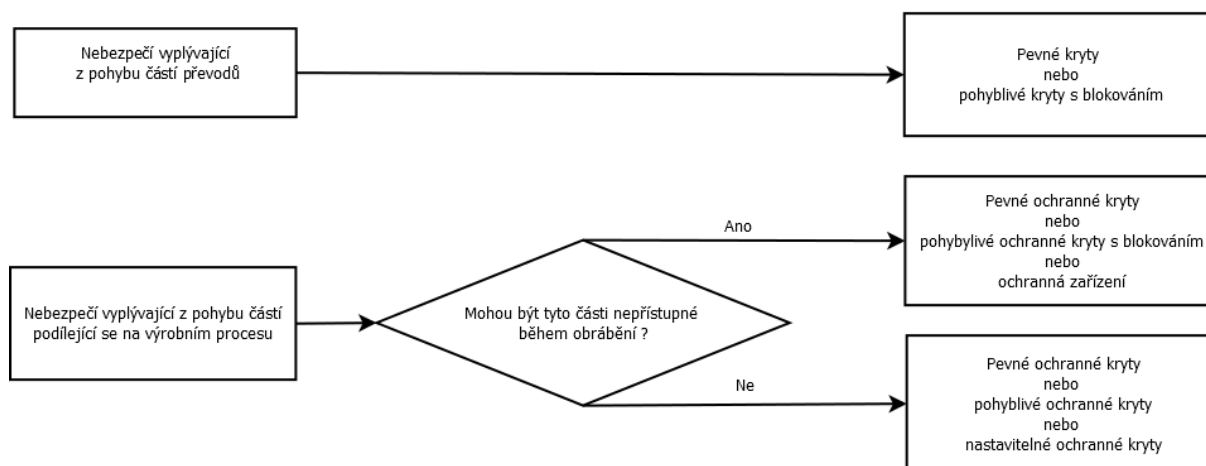 Nebezpečí vyplývající
z pohybu částí převodů
Pevné kryty
nebo
pohyblivé kryty s blokováním
Nebezpečí vyplývající z pohybu částí
podílející se na výrobním procesu
Mohou být tyto části nepřístupné
během obrábění ?
Ano
Pevné ochranné kryty
nebo
pohybylivé ochranné kryty s blokováním
nebo
ochranná zařízení
Ne
Pevné ochranné kryty
nebo
pohyblivé ochranné kryty
nebo
nastavitelné ochranné kryty